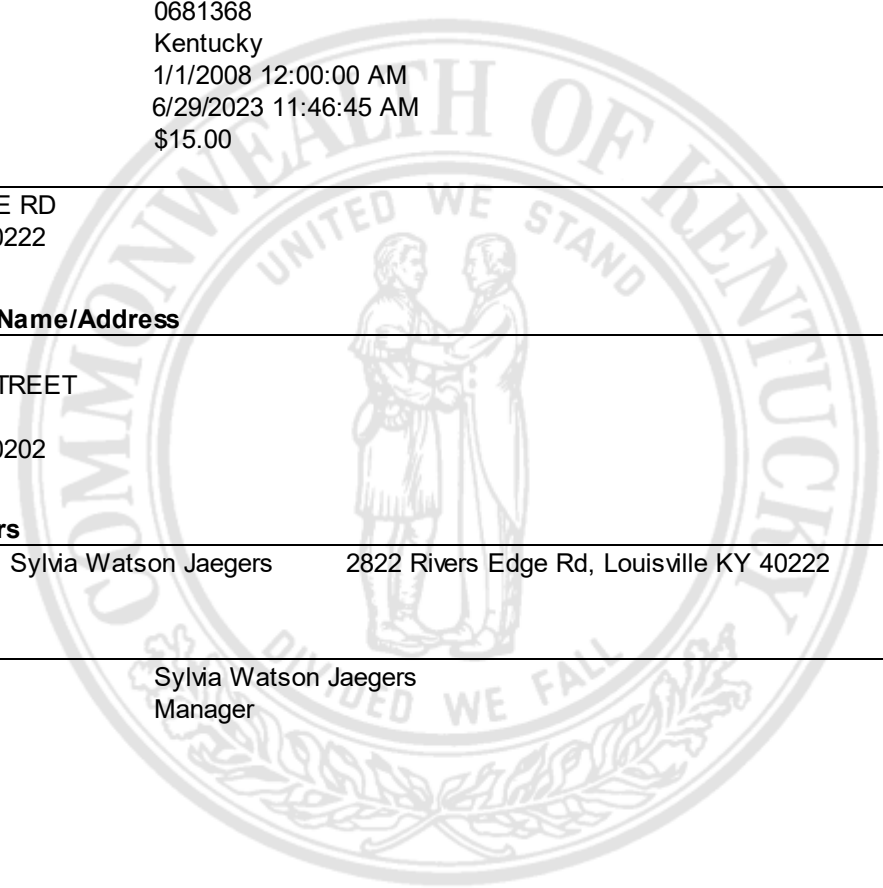 0681368
Kentucky
1/1/2008 12:00:00 AM
6/29/2023 11:46:45 AM
$15.00
E RD
0222
Name/Address
TREET
0202
rs
Sylvia Watson Jaegers 2822 Rivers Edge Rd, Louisville KY 40222
Sylvia Watson Jaegers
Manager
COMMONWEALTH OF KENTUCKY
UNITED WE STAND
DIVIDED WE FALL